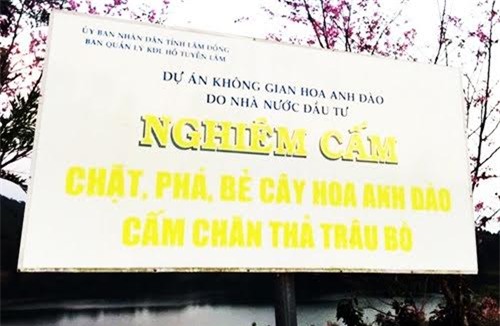 ỦY BAN NHÂN DÂN TỈNH LÂM ĐỒNG
BAN QUẢN LÝ KDL HỒ TUYỀN LÂM
DỰ ÁN KHÔNG GIAN HOA ANH ĐÀO
DO NHÀ NƯỚC ĐẦU TƯ
NGHIÊM CẤM
CHẶT, PHÁ, BẺ CÂY HOA ANH ĐÀO
CẤM CHĂN THẢ TRÂU BÒ